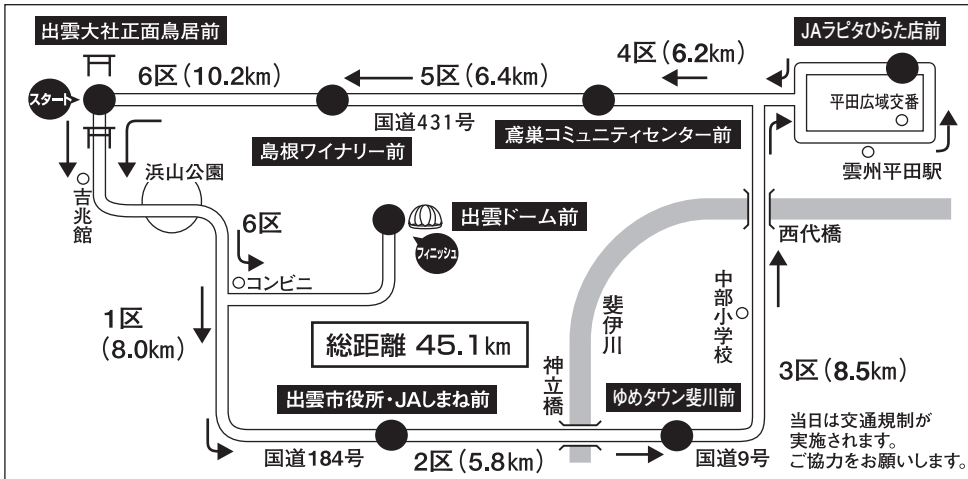 出雲大社正面鳥居前
JAラピタひらた店前
4区(6.2km)
6区(10.2km)
5区(6.4km)
スタート
平田広域交番
国道431号
鳶巣コミュニティセンター前
島根ワイナリー前
雲州平田駅
浜山公園
吉兆館
出雲ドーム前
6区
西代橋
フィニッシュ
コンビニ
斐伊川
中部小学校
1区
(8.0km)
総距離 45.1km
神立橋
3区(8.5km)
出雲市役所・JAしまね前
ゆめタウン斐川前
当日は交通規制が
実施されます。
ご協力をお願いします。
国道184号
2区(5.8km)
国道9号